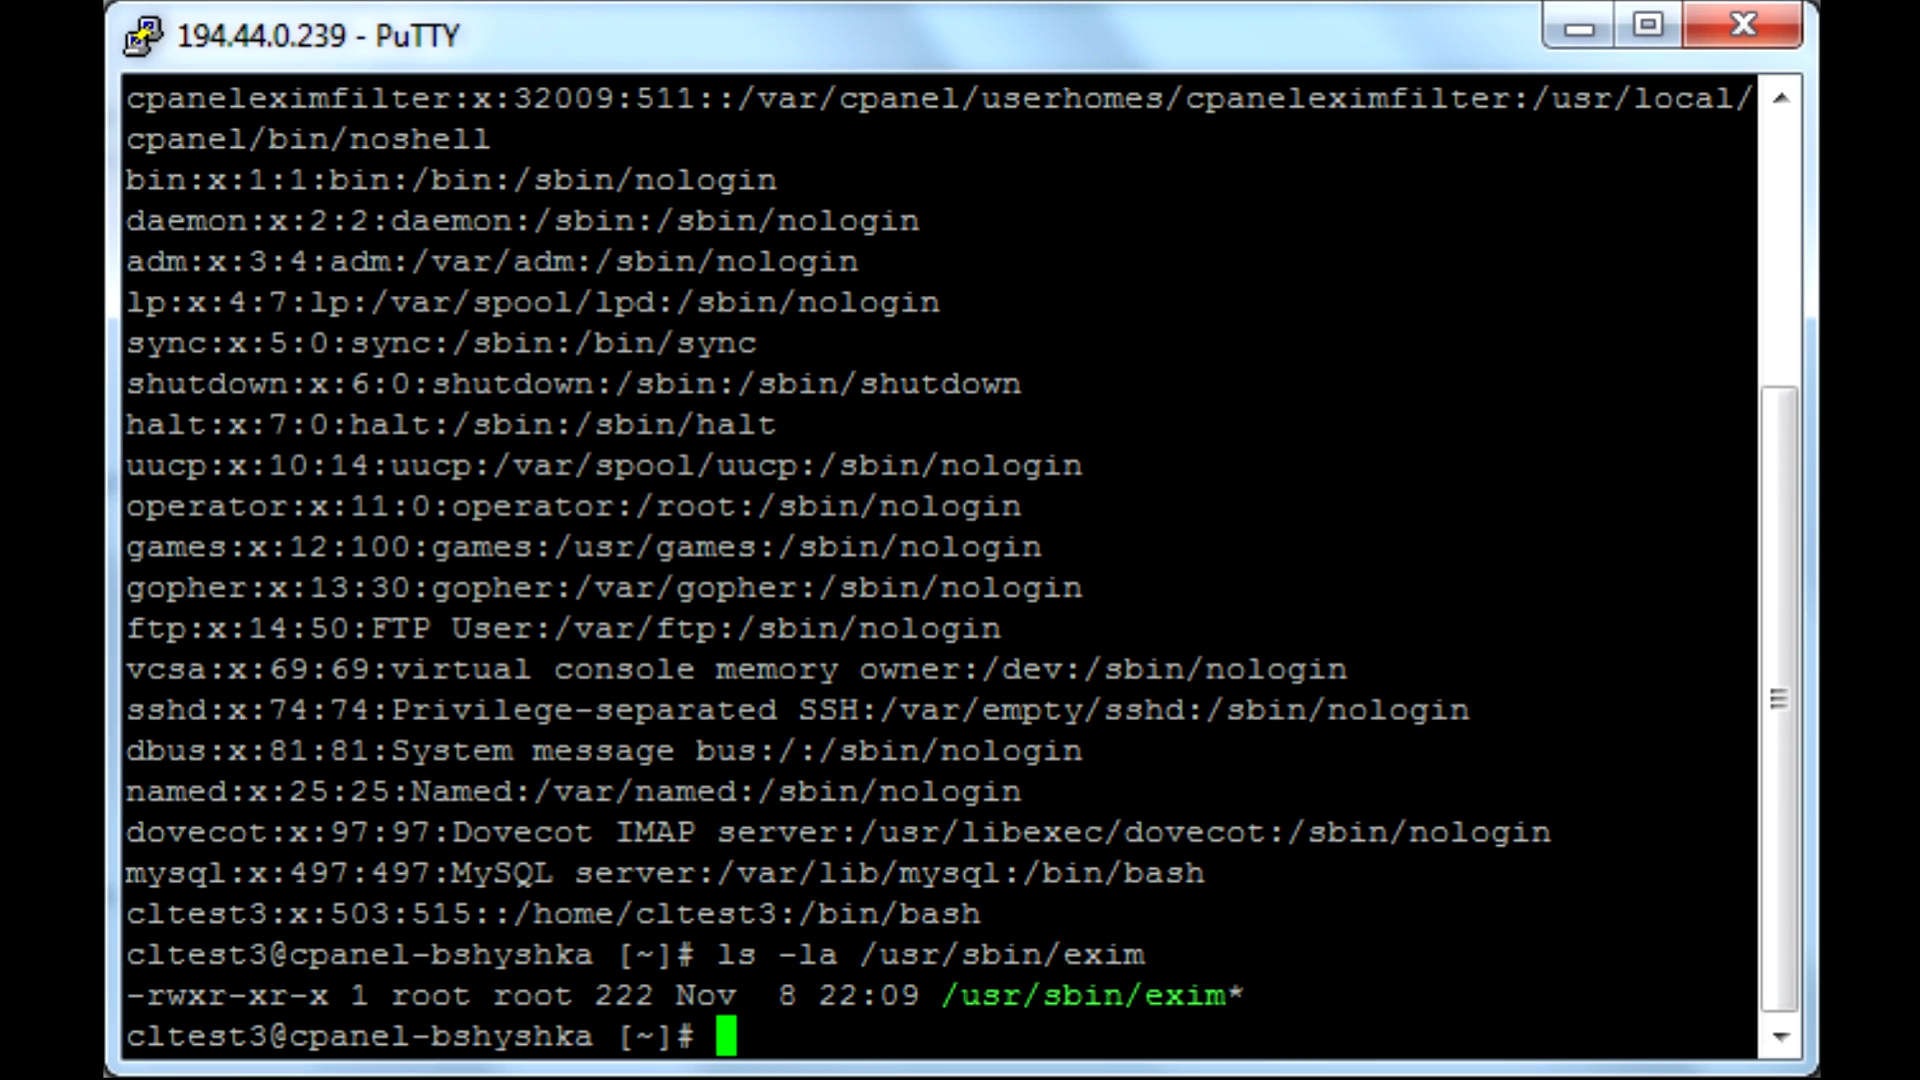 194.44.0.239 - PuTTY
cpaneleximfilter:x:32009:511::/var/cpanel/userhomes/cpaneleximfilter:/usr/local/
cpanel/bin/noshell
bin:x:1:1:bin:/bin:/sbin/nologin
daemon:x:2:2:daemon:/sbin:/sbin/nologin
adm:x:3:4:adm:/var/adm:/sbin/nologin
lp:x:4:7:lp:/var/spool/lpd:/sbin/nologin
sync:x:5:0:sync:/sbin:/bin/sync
shutdown:x:6:0:shutdown:/sbin:/sbin/shutdown
halt:x:7:0:halt:/sbin:/sbin/halt
uucp:x:10:14:uucp:/var/spool/uucp:/sbin/nologin
operator:x:11:0:operator:/root:/sbin/nologin
games:x:12:100:games:/usr/games:/sbin/nologin
gopher:x:13:30:gopher:/var/gopher:/sbin/nologin
ftp:x:14:50:FTP User:/var/ftp:/sbin/nologin
vcsa:x:69:69:virtual console memory owner:/dev:/sbin/nologin
sshd:x:74:74:Privilege-separated SSH:/var/empty/sshd:/sbin/nologin
dbus:x:81:81:System message bus:/:/sbin/nologin
named:x:25:25:Named:/var/named:/sbin/nologin
dovecot:x:97:97:Dovecot IMAP server:/usr/libexec/dovecot:/sbin/nologin
mysql:x:497:497:MySQL server:/var/lib/mysql:/bin/bash
cltest3:x:503:515::/home/cltest3:/bin/bash
cltest3@cpanel-bshyshka [~]# ls -la /usr/sbin/exim
-rwxr-xr-x 1 root root 222 Nov  8 22:09 /usr/sbin/exim*
cltest3@cpanel-bshyshka [~]#